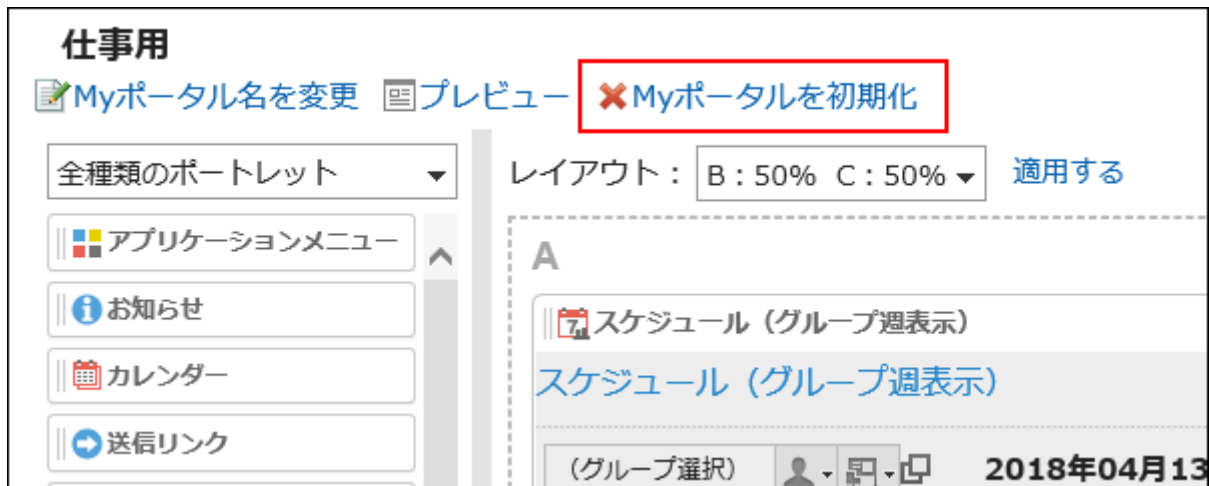 仕事用
Myポータル名を変更 プレビュー Myポータルを初期化
全種類のポートレット
レイアウト： B：50% C：50% 適用する
アプリケーションメニュー
お知らせ
カレンダー
送信リンク
A
スケジュール（グループ週表示）
スケジュール（グループ週表示）
（グループ選択） 2018年04月13